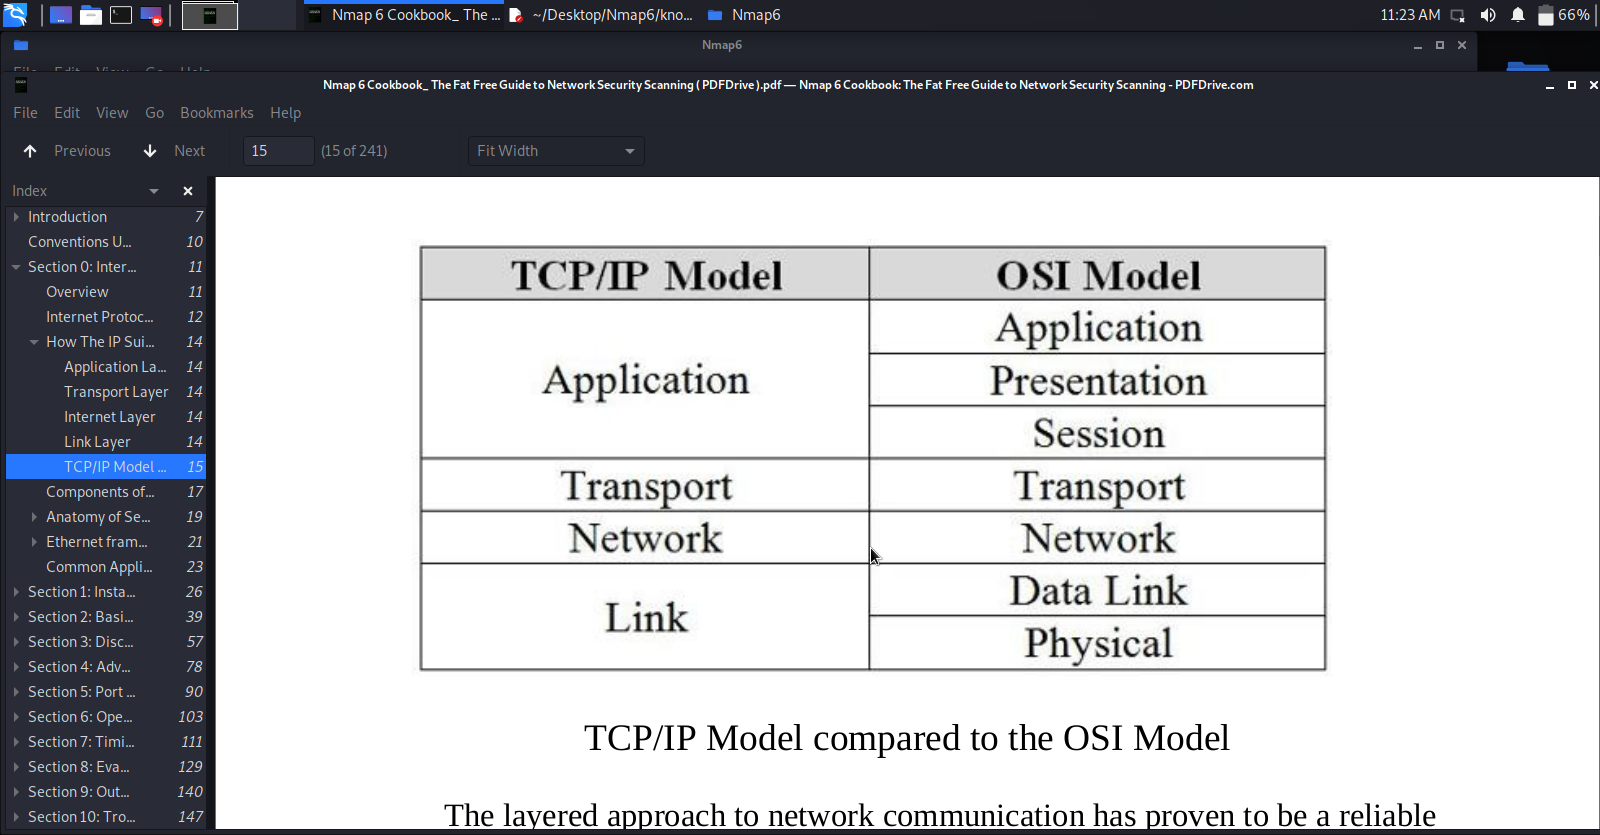 Nmap 6 Cookbook_ The ...
~/Desktop/Nmap6/kno...
Nmap6
11:23 AM
66%
Nmap6
File Edit View Go Help
Nmap 6 Cookbook_ The Fat Free Guide to Network Security Scanning ( PDFDrive ).pdf — Nmap 6 Cookbook: The Fat Free Guide to Network Security Scanning - PDFDrive.com
File Edit View Go Bookmarks Help
Previous Next 15 (15 of 241) Fit Width
Index
Introduction 7
Conventions U... 10
Section 0: Inter... 11
Overview 11
Internet Protoc... 12
How The IP Sui... 14
Application La... 14
Transport Layer 14
Internet Layer 14
Link Layer 14
TCP/IP Model ... 15
Components of... 17
Anatomy of Se... 19
Ethernet fram... 21
Common Appli... 23
Section 1: Insta... 26
Section 2: Basi... 39
Section 3: Disc... 57
Section 4: Adv... 78
Section 5: Port ... 90
Section 6: Ope... 103
Section 7: Timi... 111
Section 8: Eva... 129
Section 9: Out... 140
Section 10: Tro... 147
TCP/IP Model OSI Model
Application
Application
Presentation
Session
Transport Transport
Network Network
Link
Data Link
Physical
TCP/IP Model compared to the OSI Model
The layered approach to network communication has proven to be a reliable